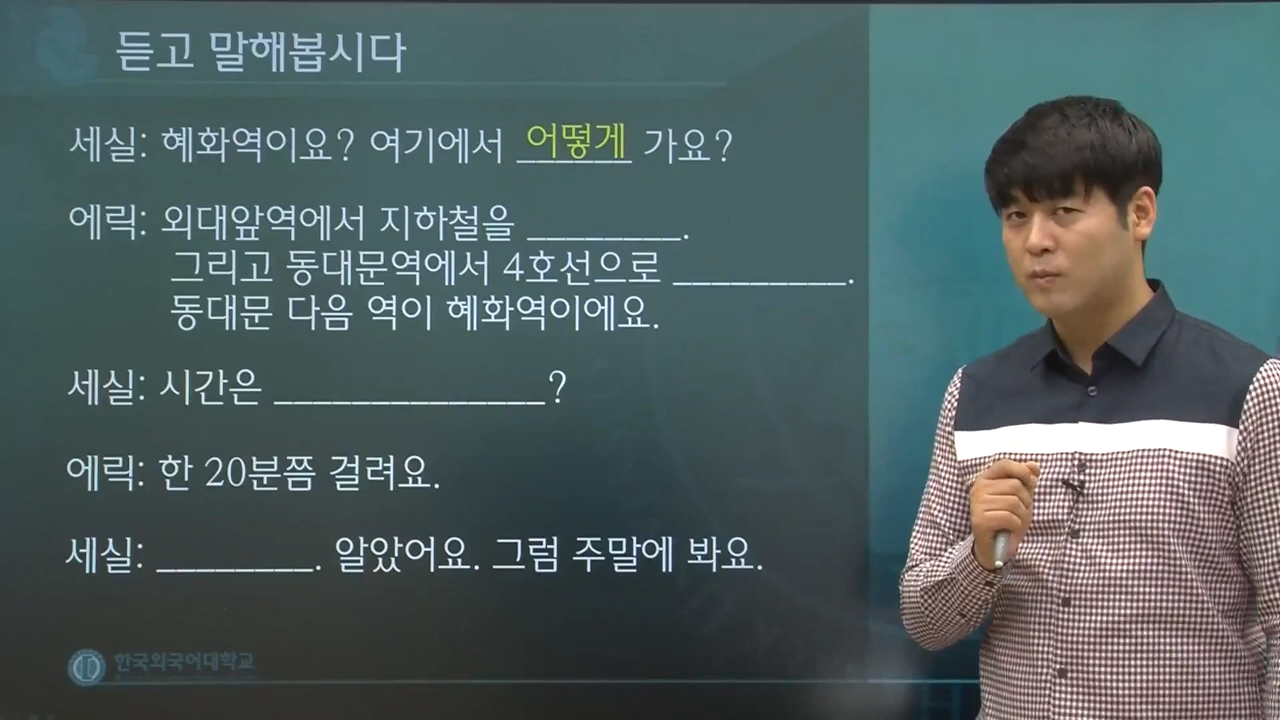 듣고 말해봅시다
세실: 혜화역이요? 여기에서 어떻게 가요?
에릭: 외대앞역에서 지하철을 ________.
그리고 동대문역에서 4호선으로 _________.
동대문 다음 역이 혜화역이에요.
세실: 시간은 ______________?
에릭: 한 20분쯤 걸려요.
세실: ________. 알았어요. 그럼 주말에 봐요.
한국외국어대학교